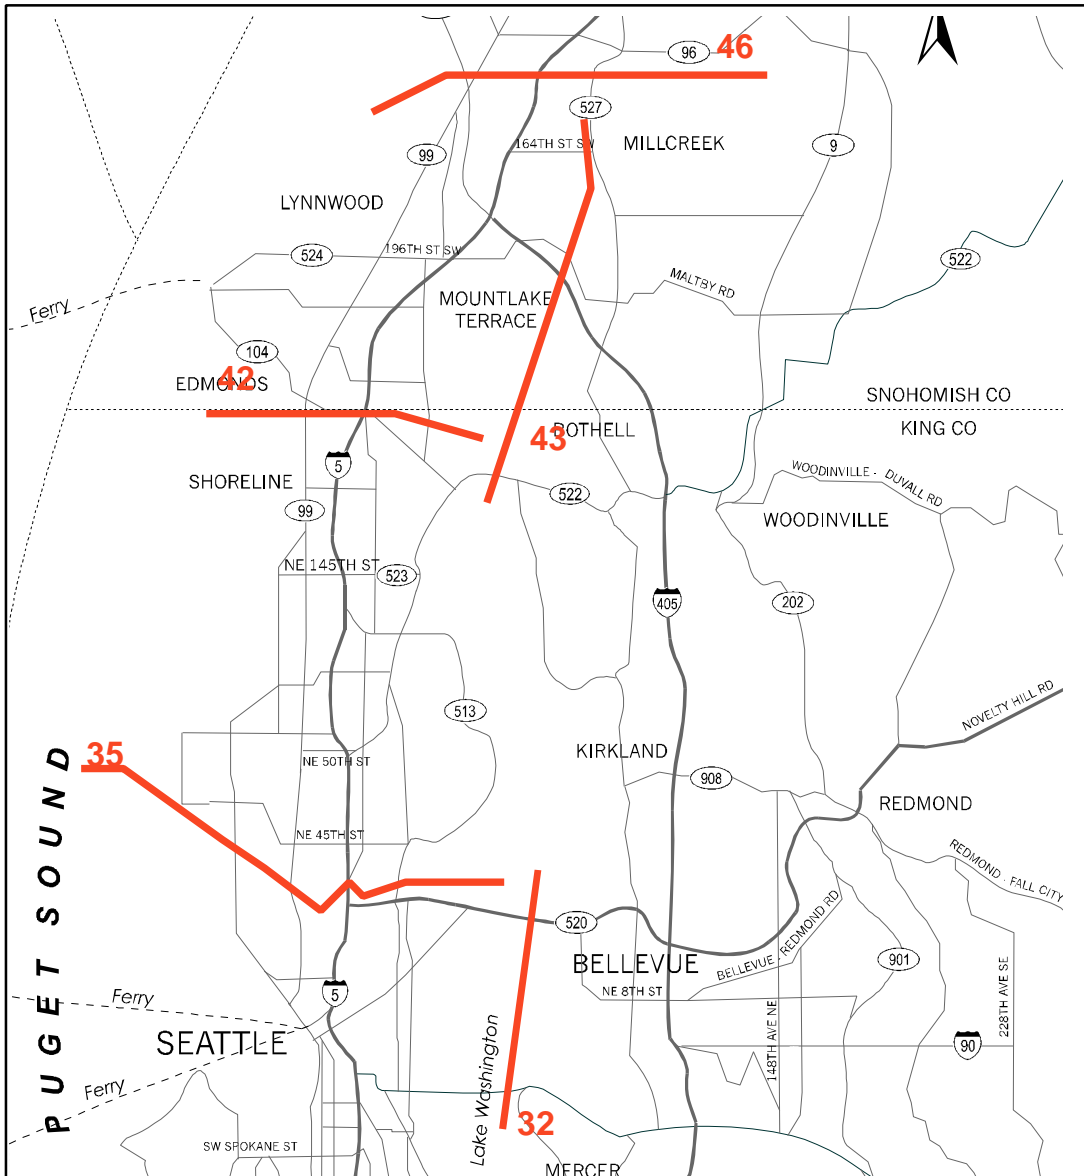 96
46
527
MILLCREEK
164TH ST SW
99
9
LYNNWOOD
524
196TH ST SW
522
MALTBY RD
Ferry
MOUNTLAKE
TERRACE
104
EDMONDS
42
SNOHOMISH CO
KING CO
43
BOTHELL
5
SHORELINE
WOODINVILLE - DUVALL RD
522
99
WOODINVILLE
NE 145TH ST
523
405
202
513
NOVELTY HILL RD
35
KIRKLAND
NE 50TH ST
908
REDMOND
NE 45TH ST
REDMOND - FALL CITY
PUGET SOUND
520
BELLEVUE - REDMOND RD
BELLEVUE
901
NE 8TH ST
5
Ferry
228TH AVE SE
148TH AVE NE
SEATTLE
90
Ferry
Lake Washington
32
SW SPOKANE ST
MERCER